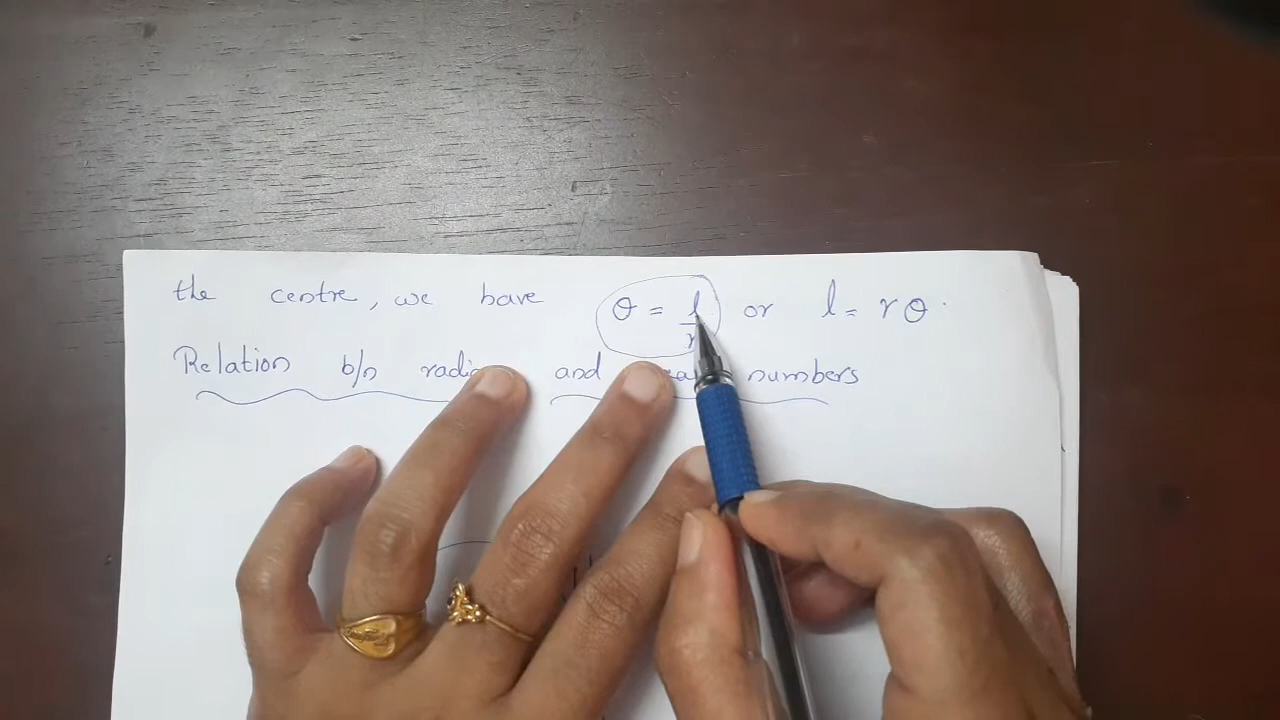 the centre, we have θ = l/r or l = rθ.
Relation b/n and numbers